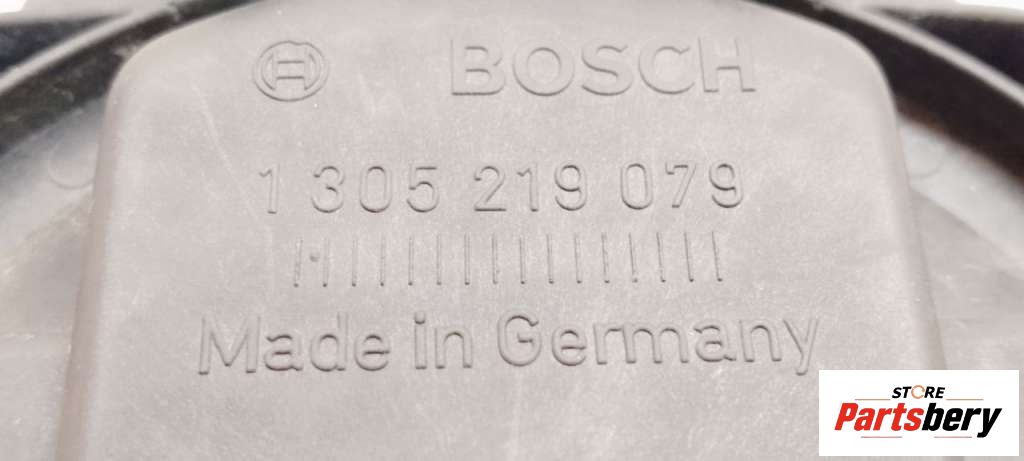 BOSCH
1 305 219 079
Made in Germany
STORE
Partsbery